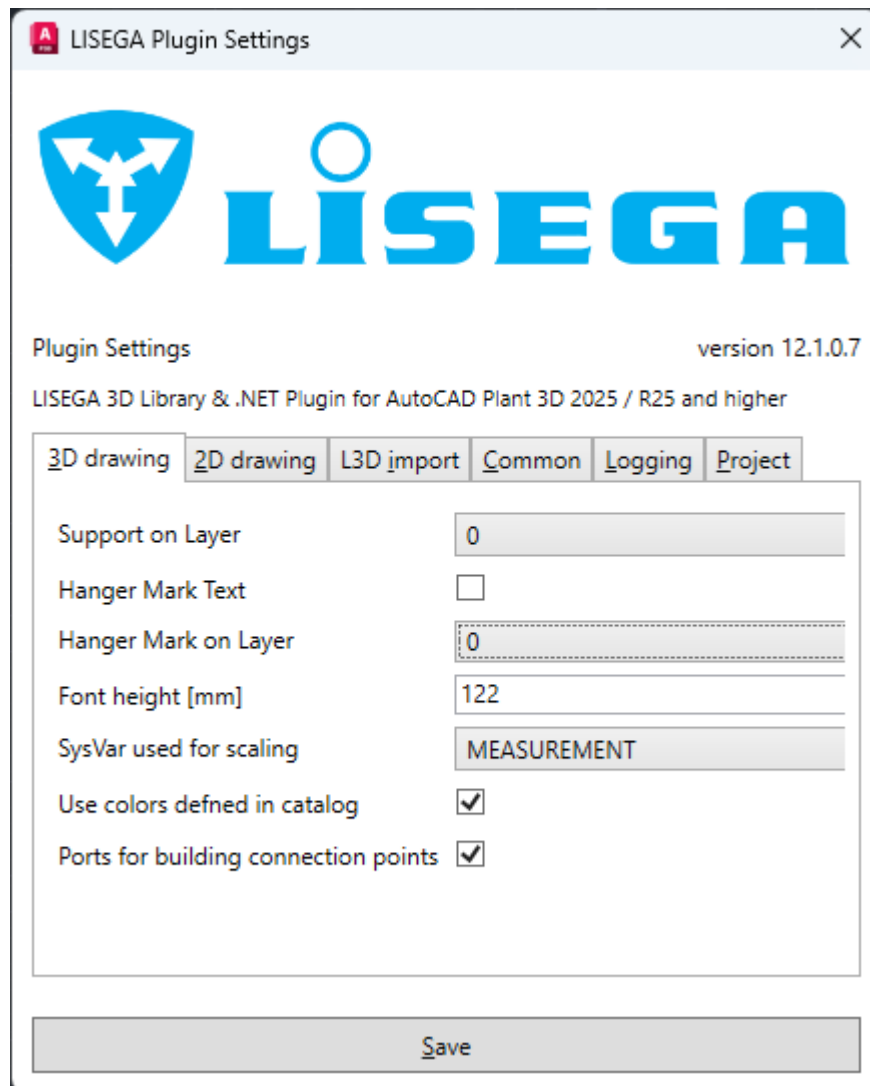 LISEGA Plugin Settings
LISEGA
Plugin Settings version 12.1.0.7
LISEGA 3D Library & .NET Plugin for AutoCAD Plant 3D 2025 / R25 and higher
3D drawing 2D drawing L3D import Common Logging Project
Support on Layer 0
Hanger Mark Text
Hanger Mark on Layer 0
Font height [mm] 122
SysVar used for scaling MEASUREMENT
Use colors defned in catalog
Ports for building connection points
Save